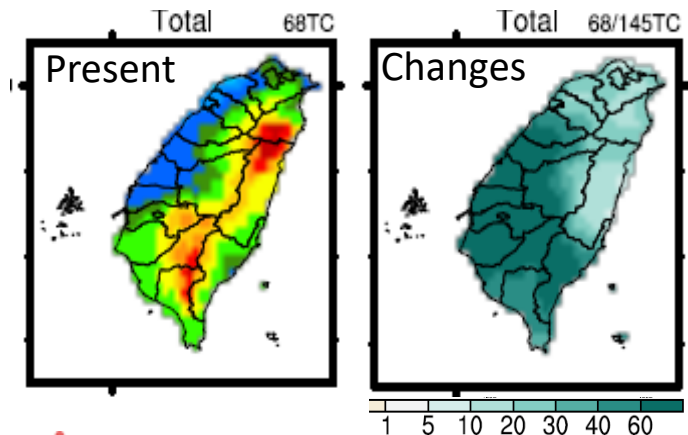 Total 68TC
Present
Total 68/145TC
Changes
1 5 10 20 30 40 60